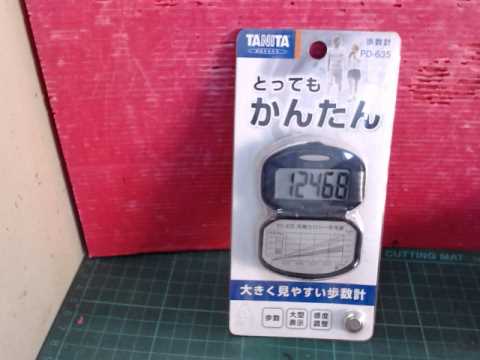 TANITA
歩数計
PD-635
とっても
かんたん
12468
大きく見やすい歩数計
歩数
大型
表示
感度
調整
CUTTING MAT